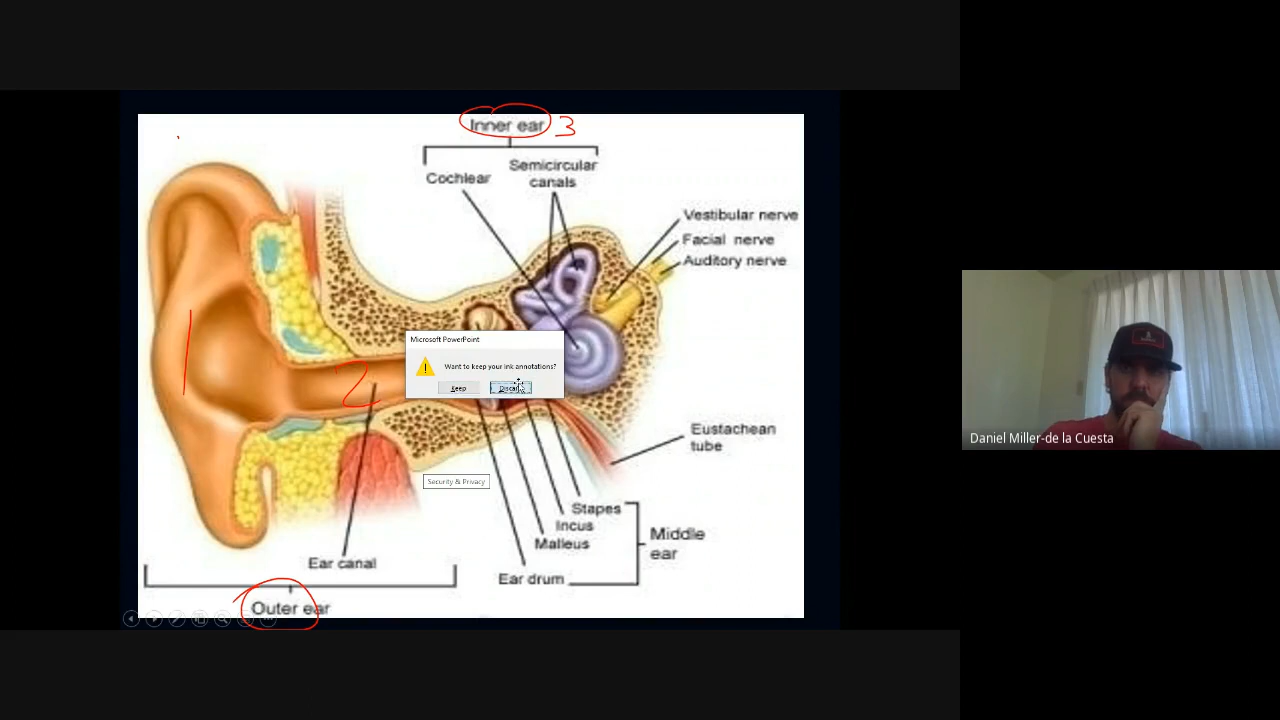 Inner ear 3
Cochlear
Semicircular
canals
Vestibular nerve
Facial nerve
Auditory nerve
1
2
Microsoft PowerPoint
Want to keep your ink annotations?
Keep
Discard
Eustachean
tube
Security & Privacy
Stapes
Incus
Malleus
Middle
ear
Ear canal
Ear drum
Outer ear
Daniel Miller-de la Cuesta